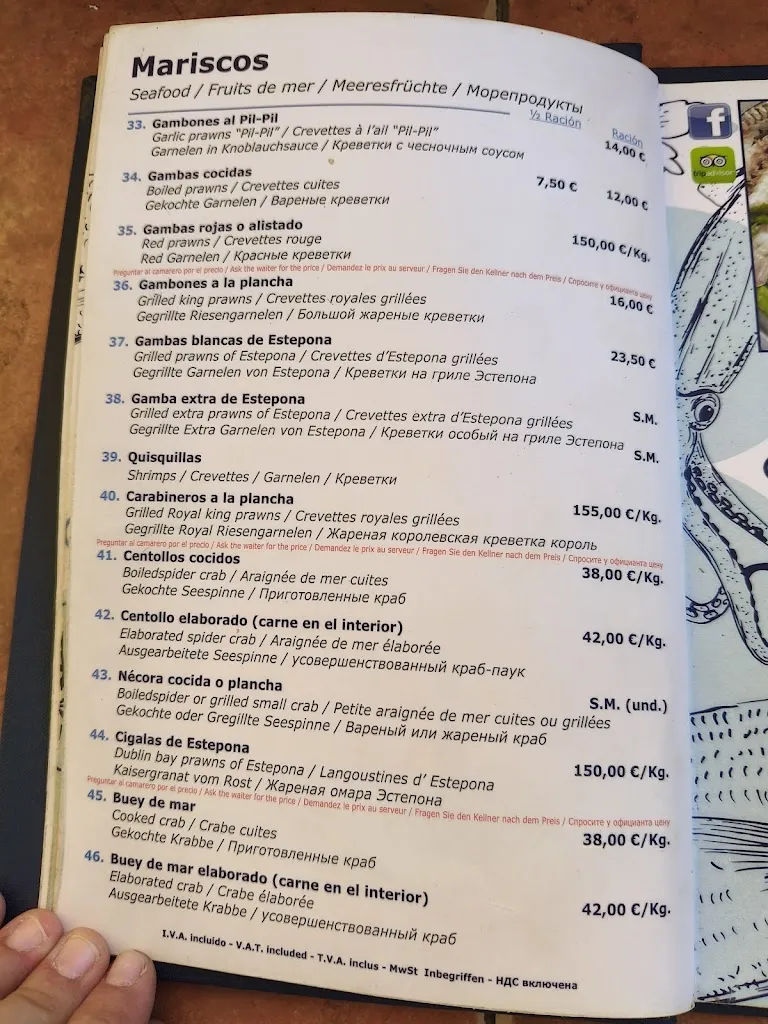 Mariscos
Seafood / Fruits de mer / Meeresfrüchte / Морепродукты
½ Ración Ración
33. Gambones al Pil-Pil
Garlic prawns “Pil-Pil” / Crevettes à l’ail “Pil-Pil” 14,00 €
Garnelen in Knoblauchsauce / Креветки с чесночным соусом
34. Gambas cocidas
Boiled prawns / Crevettes cuites 7,50 € 12,00 €
Gekochte Garnelen / Вареные креветки
35. Gambas rojas o alistado
Red prawns / Crevettes rouge 150,00 €/Kg.
Red Garnelen / Красные креветки
Preguntar al camarero por el precio / Ask the waiter for the price / Demandez le prix au serveur / Fragen Sie den Kellner nach dem Preis / Спросите у официанта цену
36. Gambones a la plancha
Grilled king prawns / Crevettes royales grillées 16,00 €
Gegrillte Riesengarnelen / Большой жареные креветки
37. Gambas blancas de Estepona
Grilled prawns of Estepona / Crevettes d’Estepona grillées 23,50 €
Gegrillte Garnelen von Estepona / Креветки на гриле Эстепона
38. Gamba extra de Estepona
Grilled extra prawns of Estepona / Crevettes extra d’Estepona grillées S.M.
Gegrillte Extra Garnelen von Estepona / Креветки особый на гриле Эстепона
39. Quisquillas S.M.
Shrimps / Crevettes / Garnelen / Креветки
40. Carabineros a la plancha
Grilled Royal king prawns / Crevettes royales grillées 155,00 €/Kg.
Gegrillte Royal Riesengarnelen / Жареная королевская креветка король
Preguntar al camarero por el precio / Ask the waiter for the price / Demandez le prix au serveur / Fragen Sie den Kellner nach dem Preis / Спросите у официанта цену
41. Centollos cocidos
Boiledspider crab / Araignée de mer cuites 38,00 €/Kg.
Gekochte Seespinne / Приготовленные краб
42. Centollo elaborado (carne en el interior)
Elaborated spider crab / Araignée de mer élaborée 42,00 €/Kg.
Ausgearbeitete Seespinne / усовершенствованный краб-паук
43. Nécora cocida o plancha
Boiledspider or grilled small crab / Petite araignée de mer cuites ou grillées S.M. (und.)
Gekochte oder Gregillte Seespinne / Вареный или жареный краб
44. Cigalas de Estepona
Dublin bay prawns of Estepona / Langoustines d’ Estepona 150,00 €/Kg.
Kaisergranat vom Rost / Жареная омара Эстепона
Preguntar al camarero por el precio / Ask the waiter for the price / Demandez le prix au serveur / Fragen Sie den Kellner nach dem Preis / Спросите у официанта цену
45. Buey de mar
Cooked crab / Crabe cuites 38,00 €/Kg.
Gekochte Krabbe / Приготовленные краб
46. Buey de mar elaborado (carne en el interior)
Elaborated crab / Crabe élaborée 42,00 €/Kg.
Ausgearbeitete Krabbe / усовершенствованный краб
I.V.A. incluido - V.A.T. included - T.V.A. inclus - MwSt Inbegriffen - НДС включена
f
tripadvisor